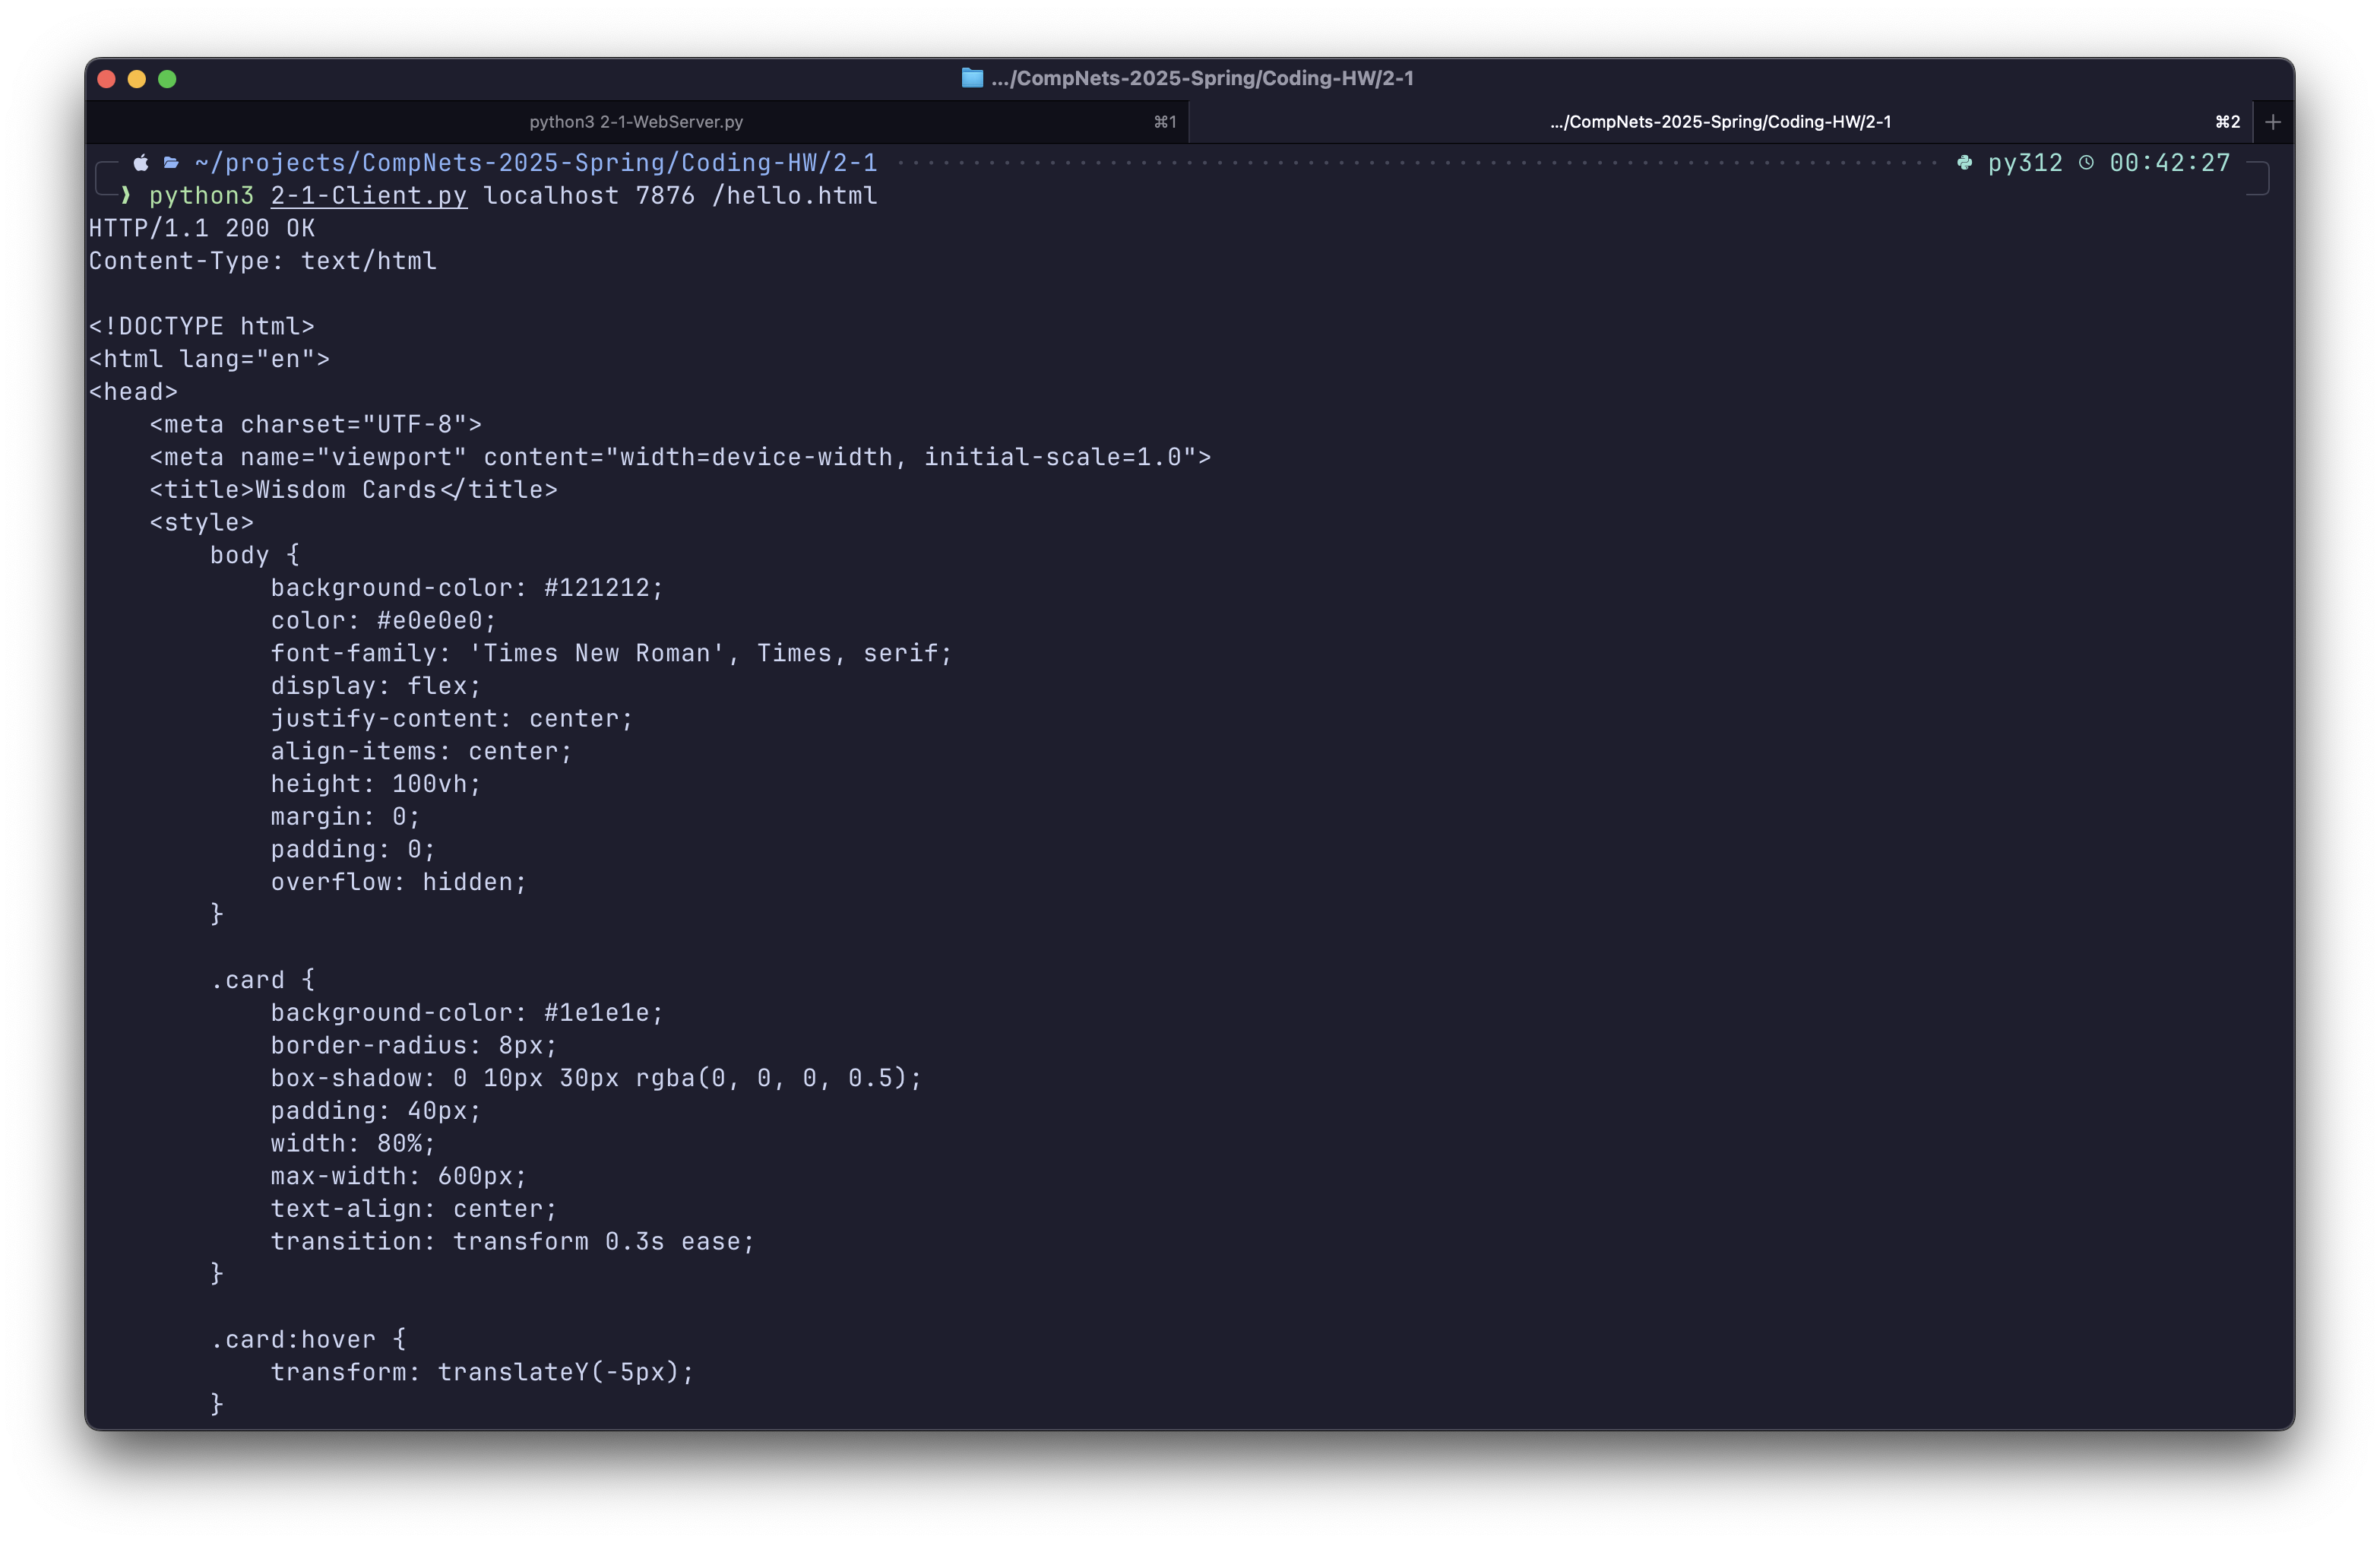 .../CompNets-2025-Spring/Coding-HW/2-1
python3 2-1-WebServer.py ⌘1 .../CompNets-2025-Spring/Coding-HW/2-1 ⌘2 +
~/projects/CompNets-2025-Spring/Coding-HW/2-1 py312 00:42:27
❯ python3 2-1-Client.py localhost 7876 /hello.html
HTTP/1.1 200 OK
Content-Type: text/html

<!DOCTYPE html>
<html lang="en">
<head>
    <meta charset="UTF-8">
    <meta name="viewport" content="width=device-width, initial-scale=1.0">
    <title>Wisdom Cards</title>
    <style>
        body {
            background-color: #121212;
            color: #e0e0e0;
            font-family: 'Times New Roman', Times, serif;
            display: flex;
            justify-content: center;
            align-items: center;
            height: 100vh;
            margin: 0;
            padding: 0;
            overflow: hidden;
        }

        .card {
            background-color: #1e1e1e;
            border-radius: 8px;
            box-shadow: 0 10px 30px rgba(0, 0, 0, 0.5);
            padding: 40px;
            width: 80%;
            max-width: 600px;
            text-align: center;
            transition: transform 0.3s ease;
        }

        .card:hover {
            transform: translateY(-5px);
        }